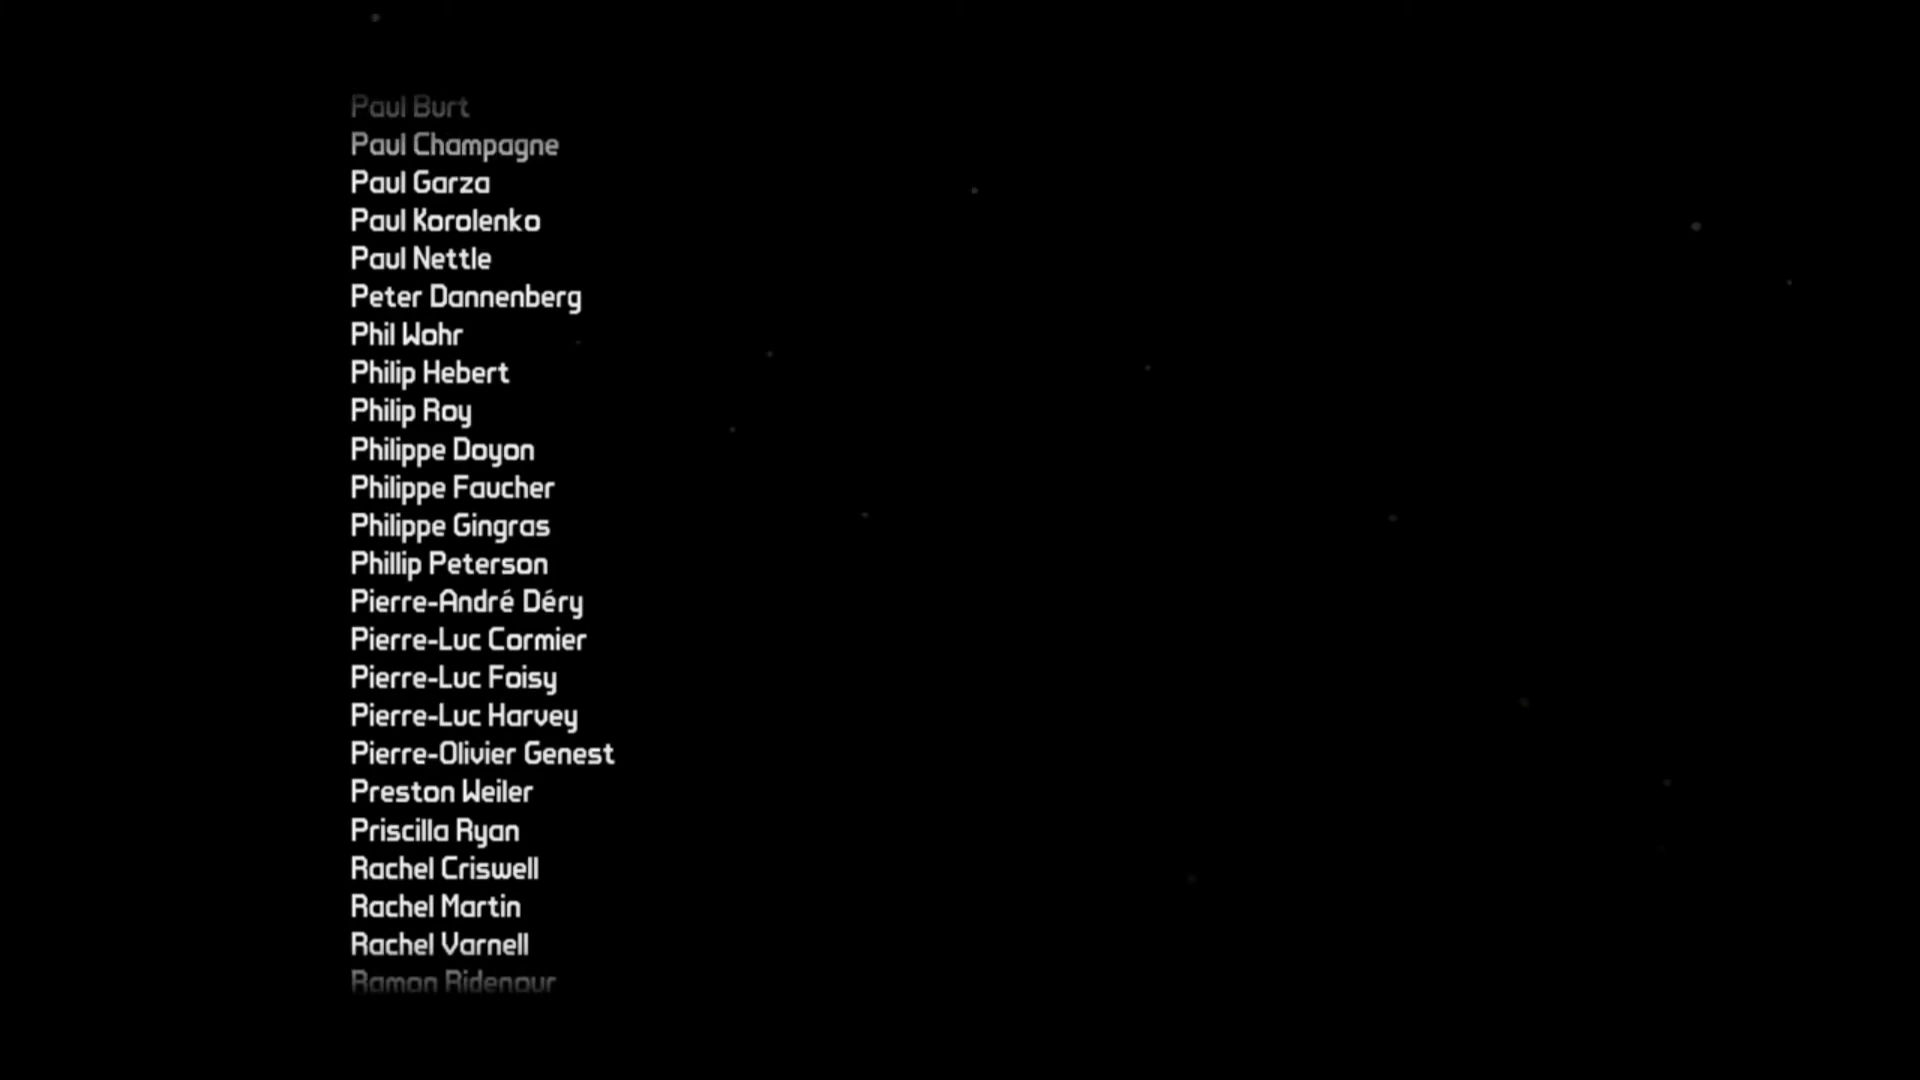 Paul Burt
Paul Champagne
Paul Garza
Paul Korolenko
Paul Nettle
Peter Dannenberg
Phil Wohr
Philip Hebert
Philip Roy
Philippe Doyon
Philippe Faucher
Philippe Gingras
Phillip Peterson
Pierre-André Déry
Pierre-Luc Cormier
Pierre-Luc Foisy
Pierre-Luc Harvey
Pierre-Olivier Genest
Preston Weiler
Priscilla Ryan
Rachel Criswell
Rachel Martin
Rachel Varnell
Ramon Ridenour